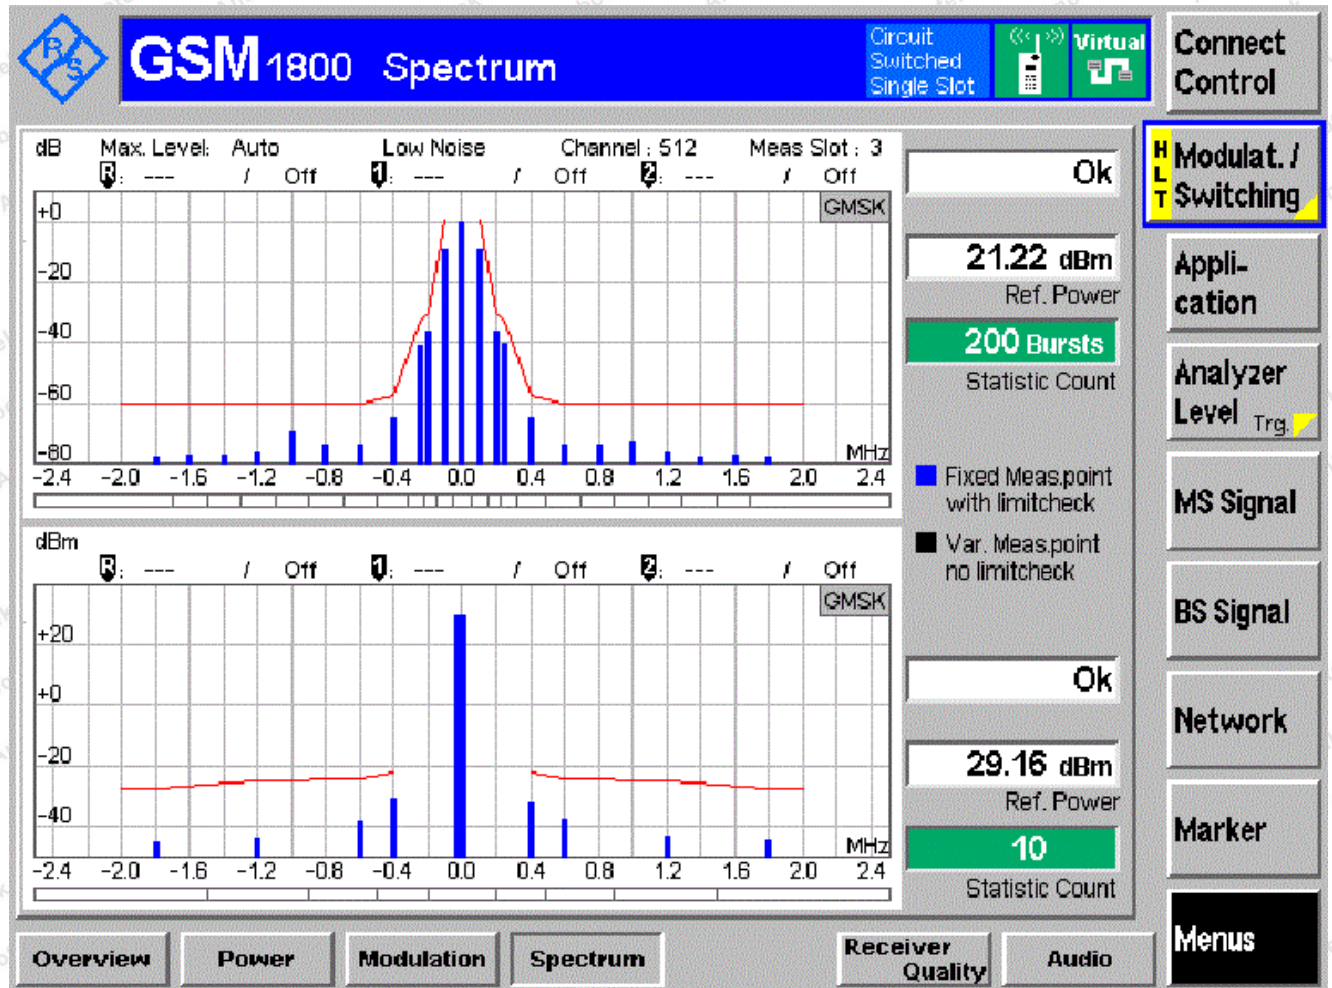 R/S
GSM 1800 Spectrum
Circuit
Switched
Single Slot
Virtual
Connect
Control
dB Max. Level: Auto Low Noise Channel : 512 Meas Slot : 3
R: --- / Off 1: --- / Off 2: --- / Off
GMSK
+0
-20
-40
-60
-80
MHz
-2.4 -2.0 -1.6 -1.2 -0.8 -0.4 0.0 0.4 0.8 1.2 1.6 2.0 2.4
Ok
21.22 dBm
Ref. Power
200 Bursts
Statistic Count
Fixed Meas.point
with limitcheck
Var. Meas.point
no limitcheck
dBm
R: --- / Off 1: --- / Off 2: --- / Off
GMSK
+20
+0
-20
-40
MHz
-2.4 -2.0 -1.6 -1.2 -0.8 -0.4 0.0 0.4 0.8 1.2 1.6 2.0 2.4
Ok
29.16 dBm
Ref. Power
10
Statistic Count
HLT
Modulat. /
Switching
Appli-
cation
Analyzer
Level Trg.
MS Signal
BS Signal
Network
Marker
Menus
Overview
Power
Modulation
Spectrum
Receiver
Quality
Audio